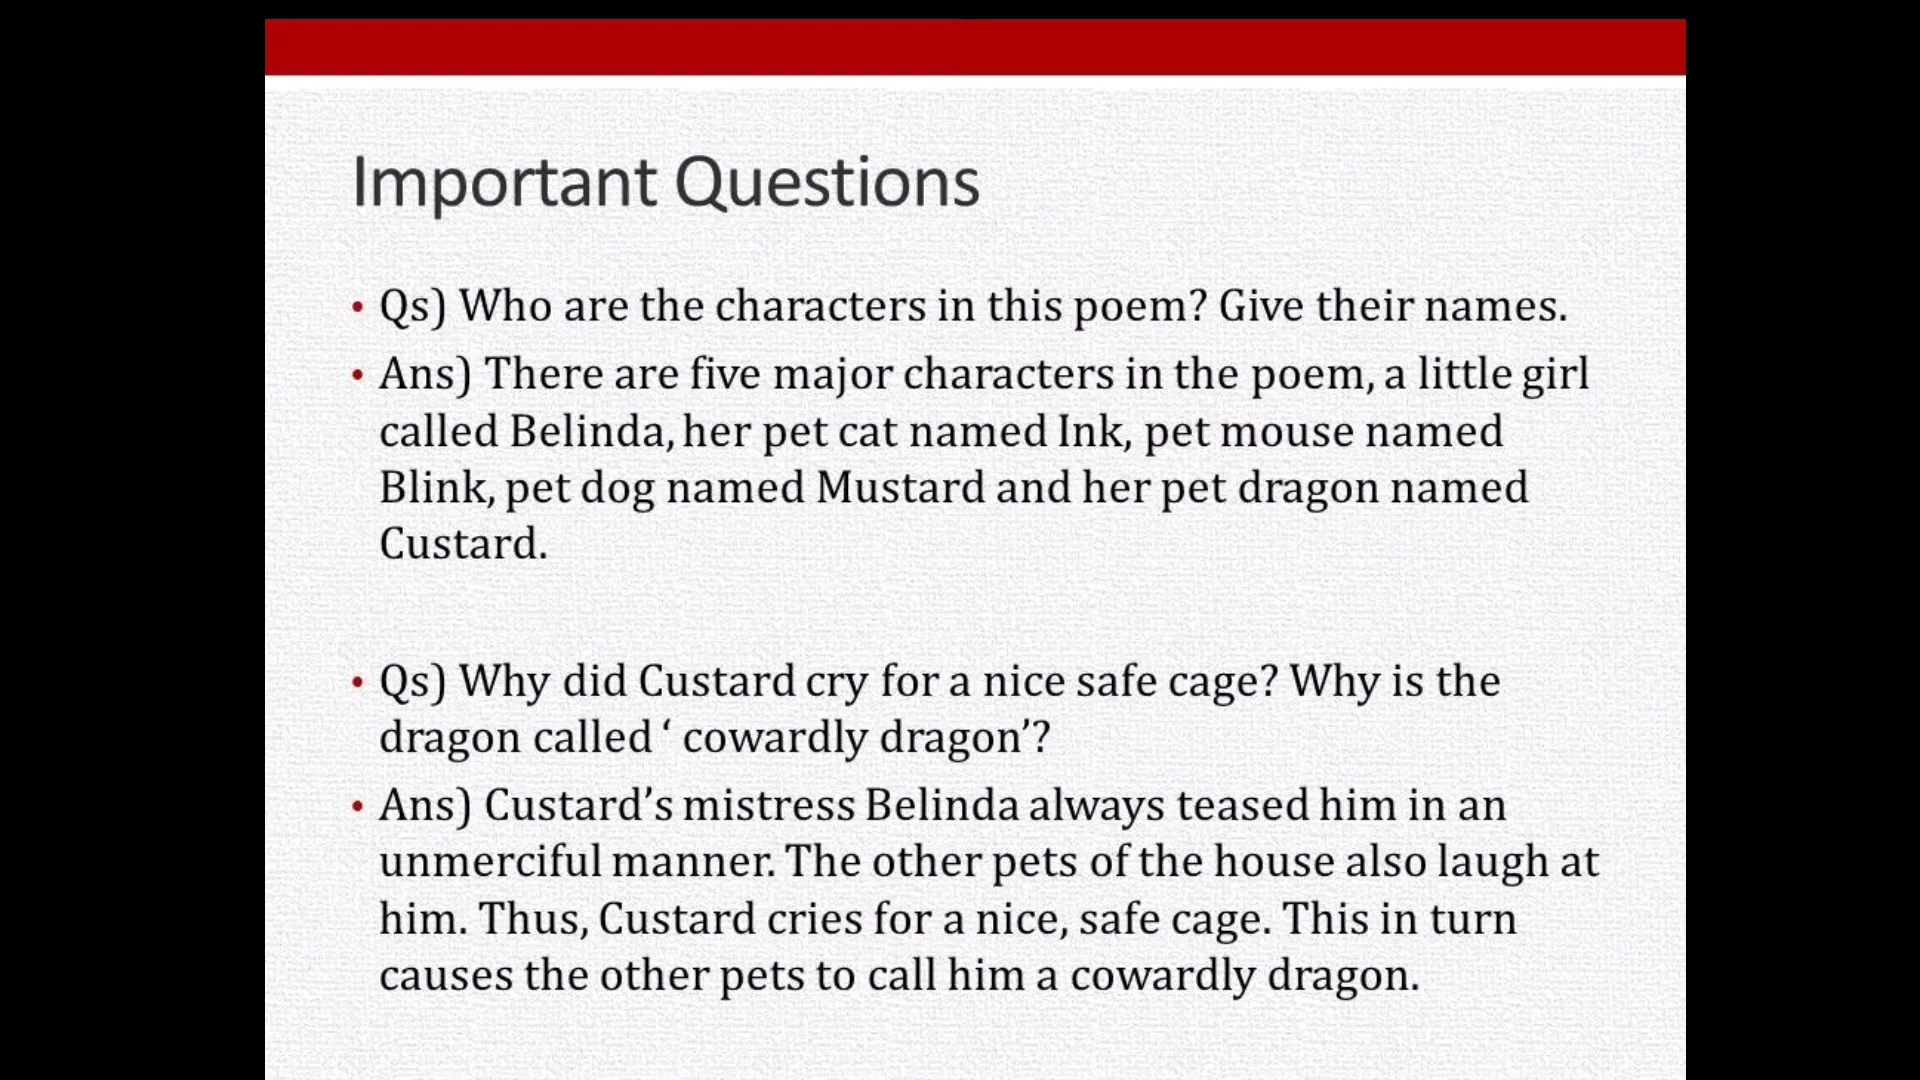 Important Questions
• Qs) Who are the characters in this poem? Give their names.
• Ans) There are five major characters in the poem, a little girl
called Belinda, her pet cat named Ink, pet mouse named
Blink, pet dog named Mustard and her pet dragon named
Custard.
• Qs) Why did Custard cry for a nice safe cage? Why is the
dragon called ‘ cowardly dragon’?
• Ans) Custard’s mistress Belinda always teased him in an
unmerciful manner. The other pets of the house also laugh at
him. Thus, Custard cries for a nice, safe cage. This in turn
causes the other pets to call him a cowardly dragon.